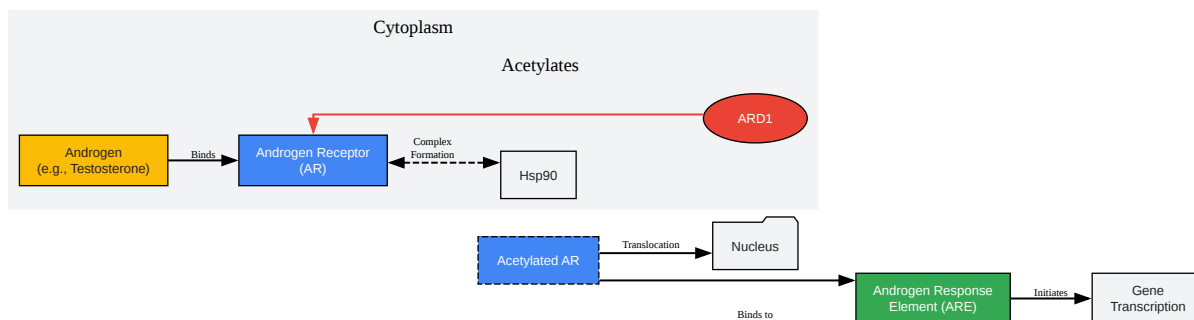 Cytoplasm
Acetylates
ARD1
Androgen
(e.g., Testosterone)
Binds
Androgen Receptor
(AR)
Complex
Formation
Hsp90
Acetylated AR
Translocation
Nucleus
Binds to
Androgen Response
Element (ARE)
Initiates
Gene
Transcription